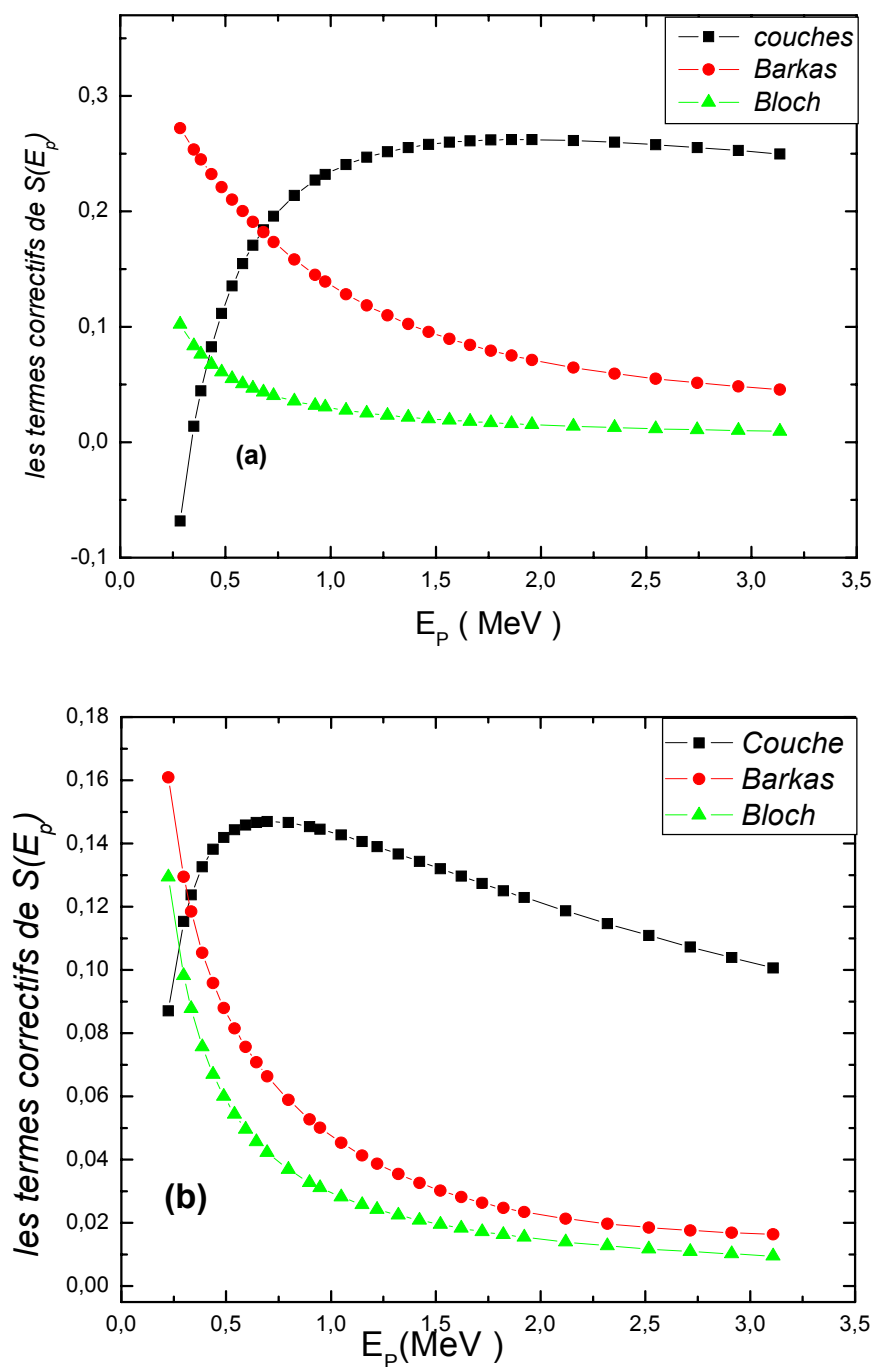 couches
Barkas
Bloch
les termes correctifs de S(E_p)
0,3
0,2
0,1
0,0
-0,1
(a)
0,0 0,5 1,0 1,5 2,0 2,5 3,0 3,5
E_P ( MeV )
Couche
Barkas
Bloch
les termes correctifs de S(E_p)
0,18
0,16
0,14
0,12
0,10
0,08
0,06
0,04
0,02
0,00
(b)
0,0 0,5 1,0 1,5 2,0 2,5 3,0 3,5
E_P(MeV )